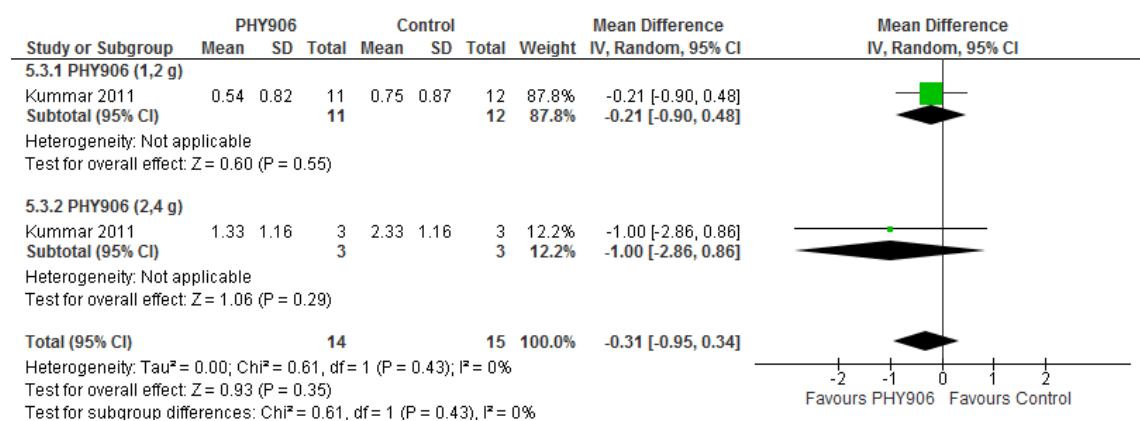 PHY906 Control Mean Difference Mean Difference
Study or Subgroup Mean SD Total Mean SD Total Weight IV, Random, 95% CI IV, Random, 95% CI
5.3.1 PHY906 (1,2 g)
Kummar 2011 0.54 0.82 11 0.75 0.87 12 87.8% -0.21 [-0.90, 0.48]
Subtotal (95% CI) 11 12 87.8% -0.21 [-0.90, 0.48]
Heterogeneity: Not applicable
Test for overall effect: Z = 0.60 (P = 0.55)
5.3.2 PHY906 (2,4 g)
Kummar 2011 1.33 1.16 3 2.33 1.16 3 12.2% -1.00 [-2.86, 0.86]
Subtotal (95% CI) 3 3 12.2% -1.00 [-2.86, 0.86]
Heterogeneity: Not applicable
Test for overall effect: Z = 1.06 (P = 0.29)
Total (95% CI) 14 15 100.0% -0.31 [-0.95, 0.34]
Heterogeneity: Tau² = 0.00; Chi² = 0.61, df = 1 (P = 0.43); I² = 0%
Test for overall effect: Z = 0.93 (P = 0.35)
Test for subgroup differences: Chi² = 0.61, df = 1 (P = 0.43), I² = 0%
-2 -1 0 1 2
Favours PHY906 Favours Control